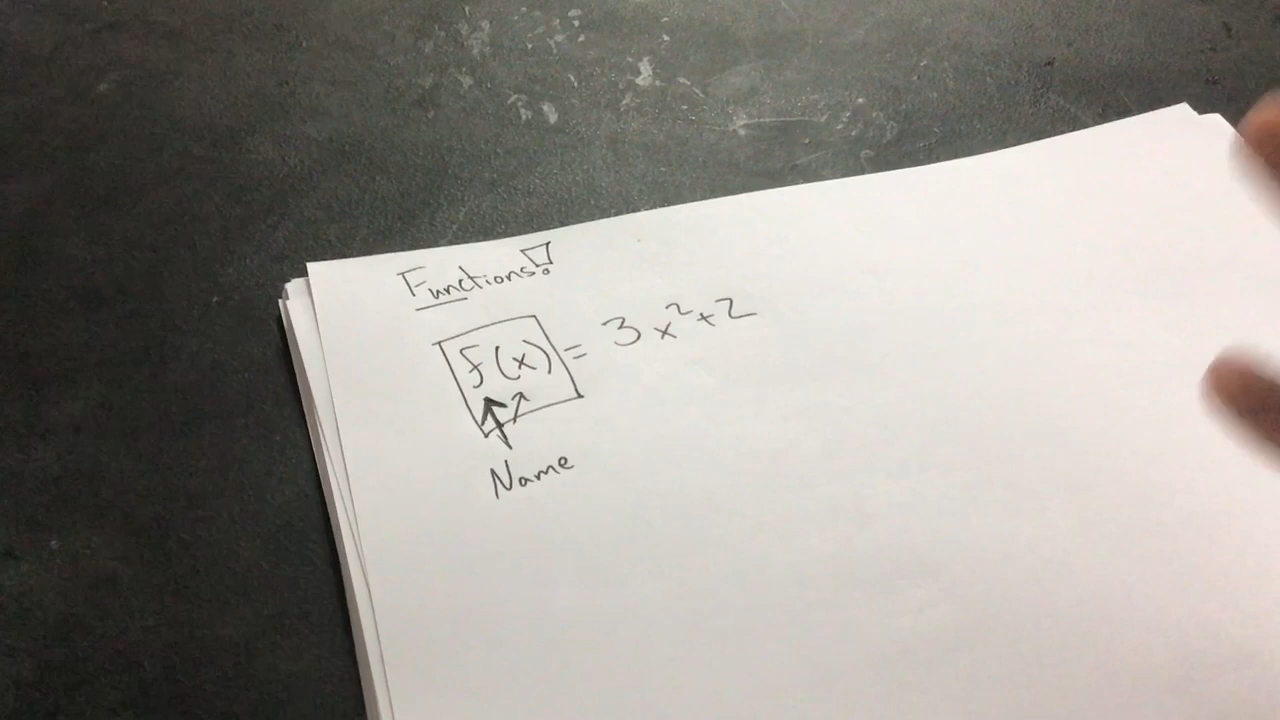 Functions!
f(x) = 3x²+2
Name